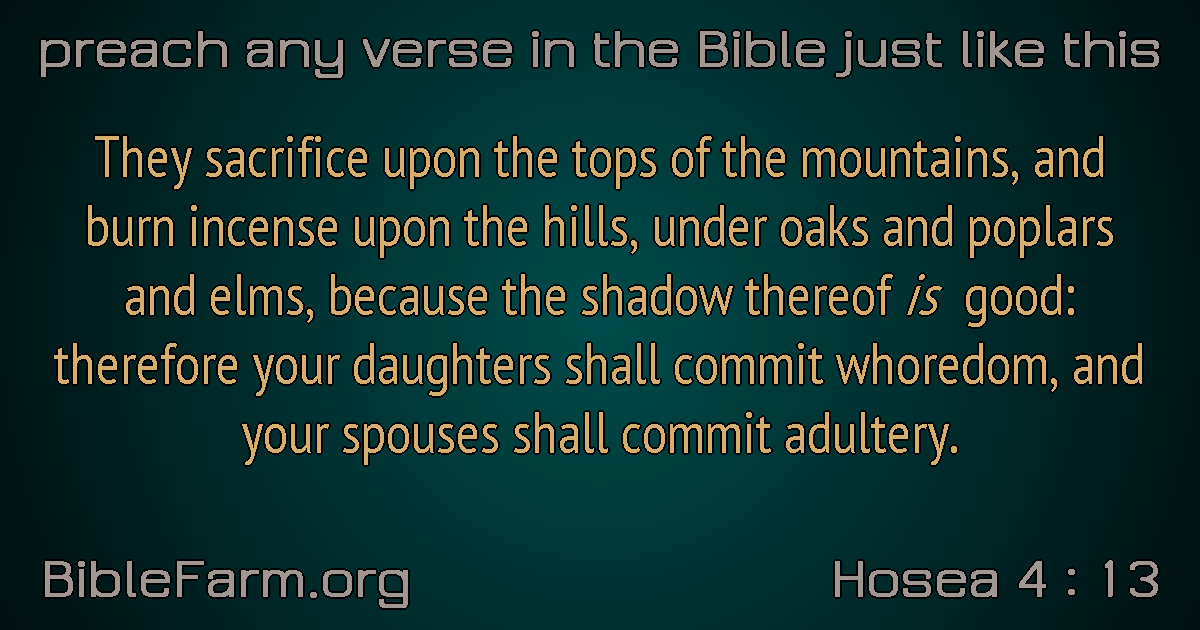 preach any verse in the Bible just like this
They sacrifice upon the tops of the mountains, and
burn incense upon the hills, under oaks and poplars
and elms, because the shadow thereof is good:
therefore your daughters shall commit whoredom, and
your spouses shall commit adultery.
BibleFarm.org
Hosea 4 : 13